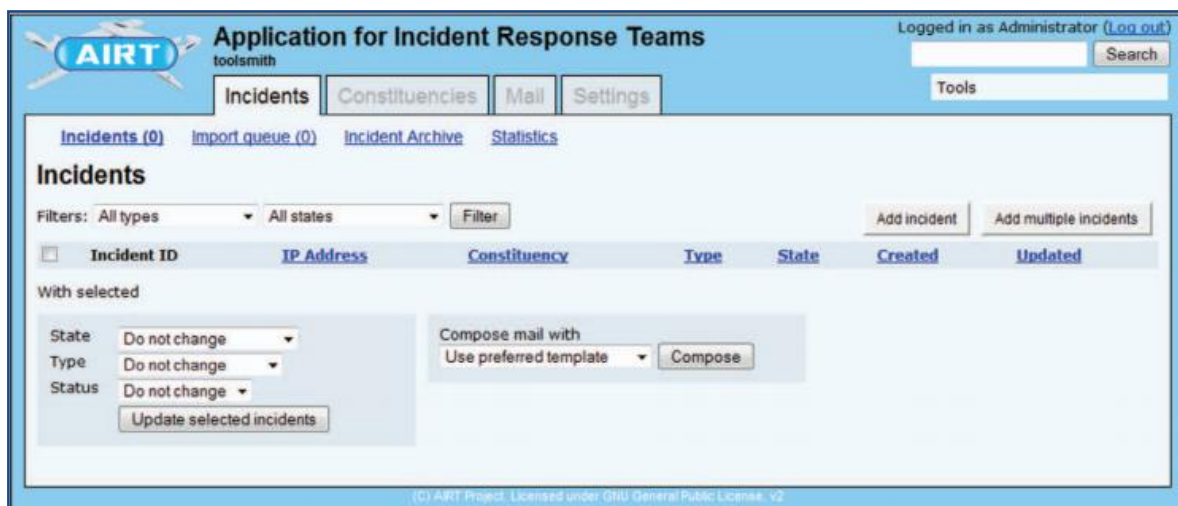 AIRT
Application for Incident Response Teams
toolsmith
Logged in as Administrator (Log out)
Search
Tools
Incidents Constituencies Mail Settings
Incidents (0) Import queue (0) Incident Archive Statistics
Incidents
Filters: All types All states Filter Add incident Add multiple incidents
Incident ID IP Address Constituency Type State Created Updated
With selected
State Do not change
Type Do not change
Status Do not change
Update selected incidents
Compose mail with
Use preferred template Compose
(C) AIRT Project. Licensed under GNU General Public License, v2